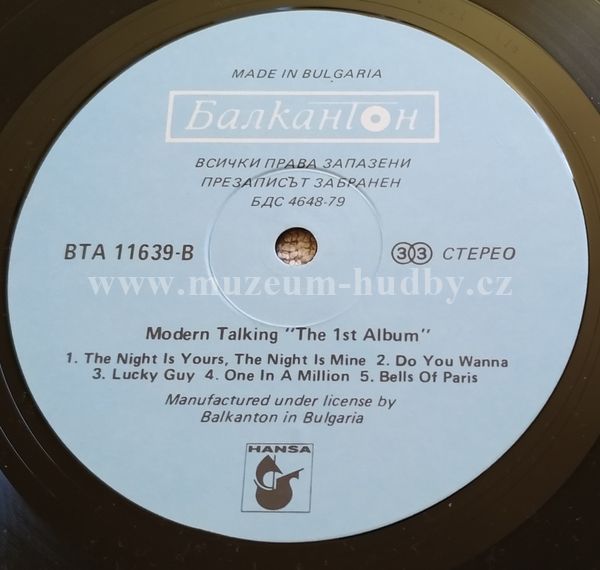 MADE IN BULGARIA
Балкантон
ВСИЧКИ ПРАВА ЗАПАЗЕНИ
ПРЕЗАПИСЪТ ЗАБРАНЕН
БДС 4648-79
ВТА 11639-В
33 СТЕРЕО
www.muzeum-hudby.cz
Modern Talking "The 1st Album"
1. The Night Is Yours, The Night Is Mine 2. Do You Wanna
3. Lucky Guy 4. One In A Million 5. Bells Of Paris
Manufactured under license by
Balkanton in Bulgaria
HANSA